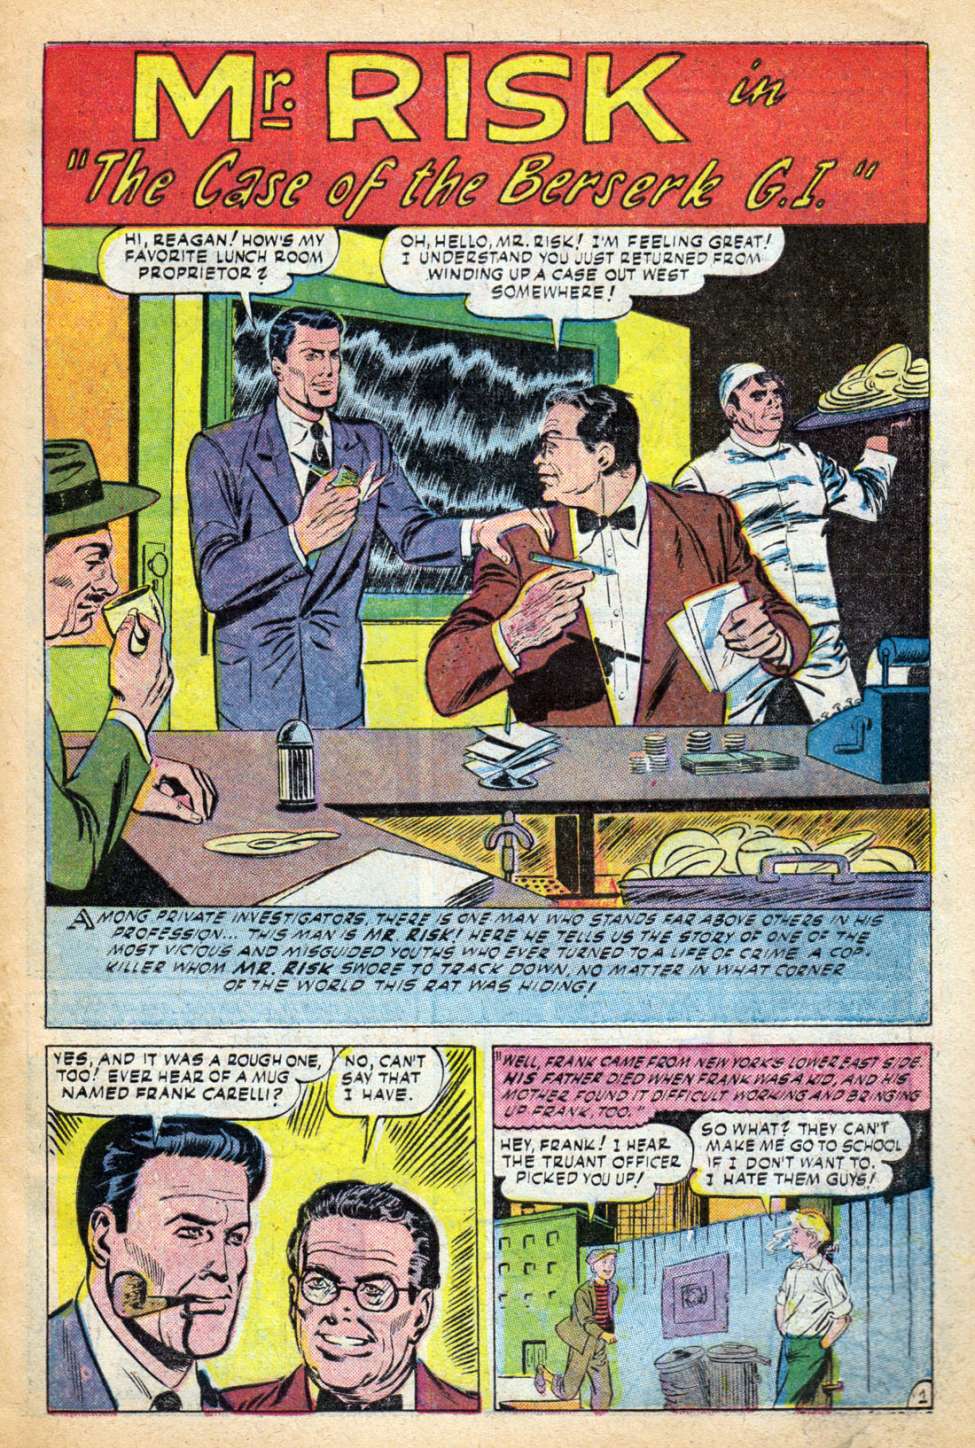 Mr. RISK in
"The Case of the Berserk G.I."
HI, REAGAN! HOW'S MY
FAVORITE LUNCH ROOM
PROPRIETOR?
OH, HELLO, MR. RISK! I'M FEELING GREAT!
I UNDERSTAND YOU JUST RETURNED FROM
WINDING UP A CASE OUT WEST
SOMEWHERE!
AMONG PRIVATE INVESTIGATORS, THERE IS ONE MAN WHO STANDS FAR ABOVE OTHERS IN HIS
PROFESSION... THIS MAN IS MR. RISK! HERE HE TELLS US THE STORY OF ONE OF THE
MOST VICIOUS AND MISGUIDED YOUTHS WHO EVER TURNED TO A LIFE OF CRIME. A COP-
KILLER WHOM MR. RISK SWORE TO TRACK DOWN, NO MATTER IN WHAT CORNER
OF THE WORLD THIS RAT WAS HIDING!
YES, AND IT WAS A ROUGH ONE,
TOO! EVER HEAR OF A MUG
NAMED FRANK CARELLI?
NO, CAN'T
SAY THAT
I HAVE.
"WELL, FRANK CAME FROM NEW YORK'S LOWER EAST SIDE.
HIS FATHER DIED WHEN FRANK WAS A KID, AND HIS
MOTHER FOUND IT DIFFICULT WORKING AND BRINGING
UP FRANK, TOO."
HEY, FRANK! I HEAR
THE TRUANT OFFICER
PICKED YOU UP!
SO WHAT? THEY CAN'T
MAKE ME GO TO SCHOOL
IF I DON'T WANT TO.
I HATE THEM GUYS!
1